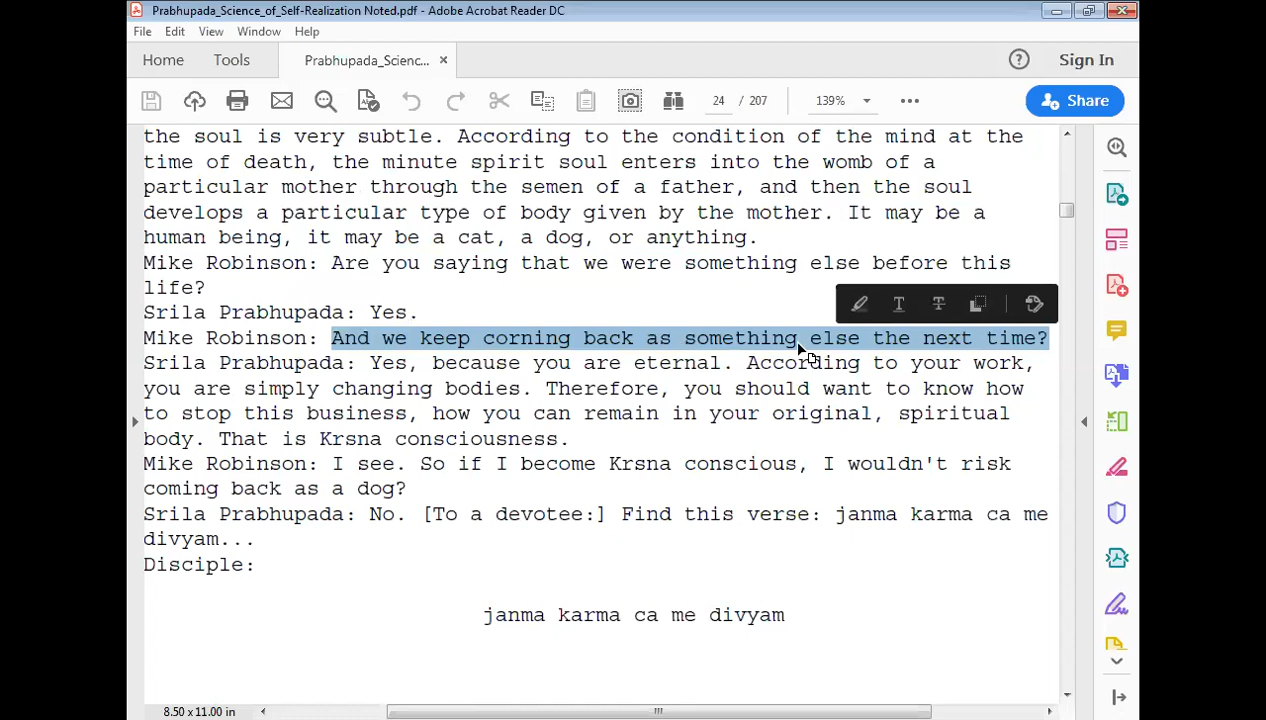 Prabhupada_Science_of_Self-Realization Noted.pdf - Adobe Acrobat Reader DC
File Edit View Window Help
Home Tools Prabhupada_Scienc... × ? Sign In
24 / 207 139% Share
the soul is very subtle. According to the condition of the mind at the
time of death, the minute spirit soul enters into the womb of a
particular mother through the semen of a father, and then the soul
develops a particular type of body given by the mother. It may be a
human being, it may be a cat, a dog, or anything.
Mike Robinson: Are you saying that we were something else before this
life?
Srila Prabhupada: Yes.
Mike Robinson: And we keep corning back as something else the next time?
Srila Prabhupada: Yes, because you are eternal. According to your work,
you are simply changing bodies. Therefore, you should want to know how
to stop this business, how you can remain in your original, spiritual
body. That is Krsna consciousness.
Mike Robinson: I see. So if I become Krsna conscious, I wouldn't risk
coming back as a dog?
Srila Prabhupada: No. [To a devotee:] Find this verse: janma karma ca me
divyam...
Disciple:
janma karma ca me divyam
8.50 x 11.00 in